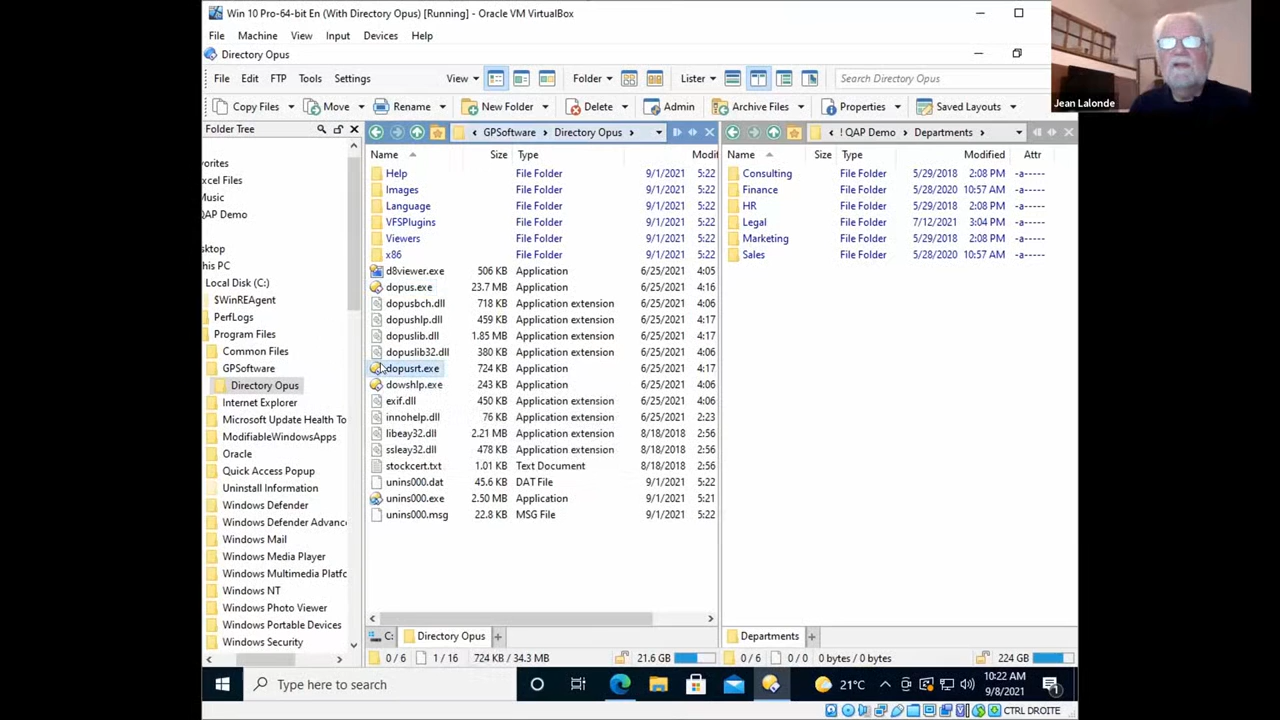 Win 10 Pro-64-bit En (With Directory Opus) [Running] - Oracle VM VirtualBox
File Machine View Input Devices Help
Directory Opus
File Edit FTP Tools Settings View Folder Lister Search Directory Opus
Copy Files Move Rename New Folder Delete Admin Archive Files Properties Saved Layouts
Jean Lalonde
Folder Tree
GPSoftware Directory Opus
! QAP Demo Departments
Name Size Type Modif
Name Size Type Modified Attr
vorites
xcel Files
Music
QAP Demo
sktop
his PC
Local Disk (C:)
$WinREAgent
PerfLogs
Program Files
Common Files
GPSoftware
Directory Opus
Internet Explorer
Microsoft Update Health To
ModifiableWindowsApps
Oracle
Quick Access Popup
Uninstall Information
Windows Defender
Windows Defender Advanc
Windows Mail
Windows Media Player
Windows Multimedia Platfc
Windows NT
Windows Photo Viewer
Windows Portable Devices
Windows Security
Help File Folder 9/1/2021 5:22
Images File Folder 9/1/2021 5:22
Language File Folder 9/1/2021 5:22
VFSPlugins File Folder 9/1/2021 5:22
Viewers File Folder 9/1/2021 5:22
x86 File Folder 9/1/2021 5:22
d8viewer.exe 506 KB Application 6/25/2021 4:05
dopus.exe 23.7 MB Application 6/25/2021 4:16
dopusbch.dll 718 KB Application extension 6/25/2021 4:06
dopushlp.dll 459 KB Application extension 6/25/2021 4:17
dopuslib.dll 1.85 MB Application extension 6/25/2021 4:17
dopuslib32.dll 380 KB Application extension 6/25/2021 4:06
dopusrt.exe 724 KB Application 6/25/2021 4:17
dowshlp.exe 243 KB Application 6/25/2021 4:06
exif.dll 450 KB Application extension 6/25/2021 4:06
innohelp.dll 76 KB Application extension 6/25/2021 2:23
libeay32.dll 2.21 MB Application extension 8/18/2018 2:56
ssleay32.dll 478 KB Application extension 8/18/2018 2:56
stockcert.txt 1.01 KB Text Document 8/18/2018 2:56
unins000.dat 45.6 KB DAT File 9/1/2021 5:22
unins000.exe 2.50 MB Application 9/1/2021 5:21
unins000.msg 22.8 KB MSG File 9/1/2021 5:22
Consulting File Folder 5/29/2018 2:08 PM -a-----
Finance File Folder 5/28/2020 10:57 AM -a-----
HR File Folder 5/29/2018 2:08 PM -a-----
Legal File Folder 7/12/2021 3:04 PM -a-----
Marketing File Folder 5/29/2018 2:08 PM -a-----
Sales File Folder 5/28/2020 10:57 AM -a-----
C: Directory Opus
Departments
0 / 6 1 / 16 724 KB / 34.3 MB 21.6 GB
0 / 6 0 / 0 0 bytes / 0 bytes 224 GB
Type here to search
21°C
10:22 AM
9/8/2021
1
CTRL DROITE